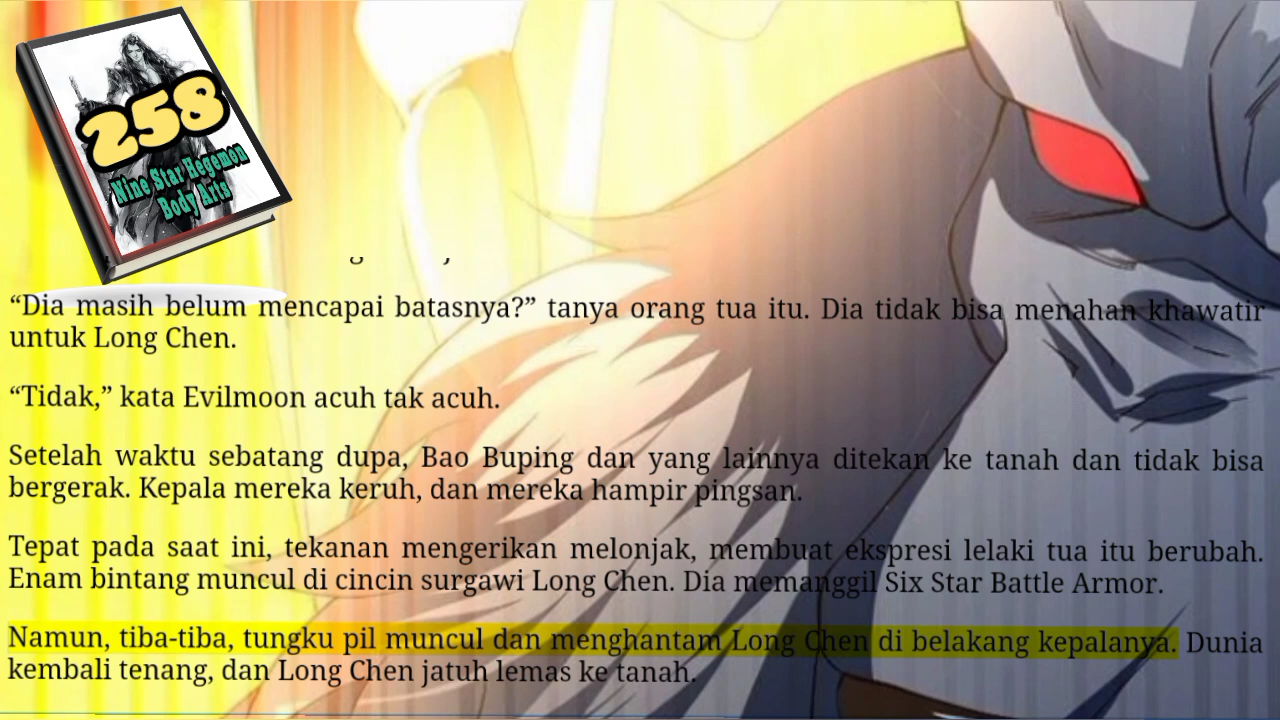 258
Nine Star Hegemon
Body Arts
“Dia masih belum mencapai batasnya?” tanya orang tua itu. Dia tidak bisa menahan khawatir
untuk Long Chen.
“Tidak,” kata Evilmoon acuh tak acuh.
Setelah waktu sebatang dupa, Bao Buping dan yang lainnya ditekan ke tanah dan tidak bisa
bergerak. Kepala mereka keruh, dan mereka hampir pingsan.
Tepat pada saat ini, tekanan mengerikan melonjak, membuat ekspresi lelaki tua itu berubah.
Enam bintang muncul di cincin surgawi Long Chen. Dia memanggil Six Star Battle Armor.
Namun, tiba-tiba, tungku pil muncul dan menghantam Long Chen di belakang kepalanya. Dunia
kembali tenang, dan Long Chen jatuh lemas ke tanah.